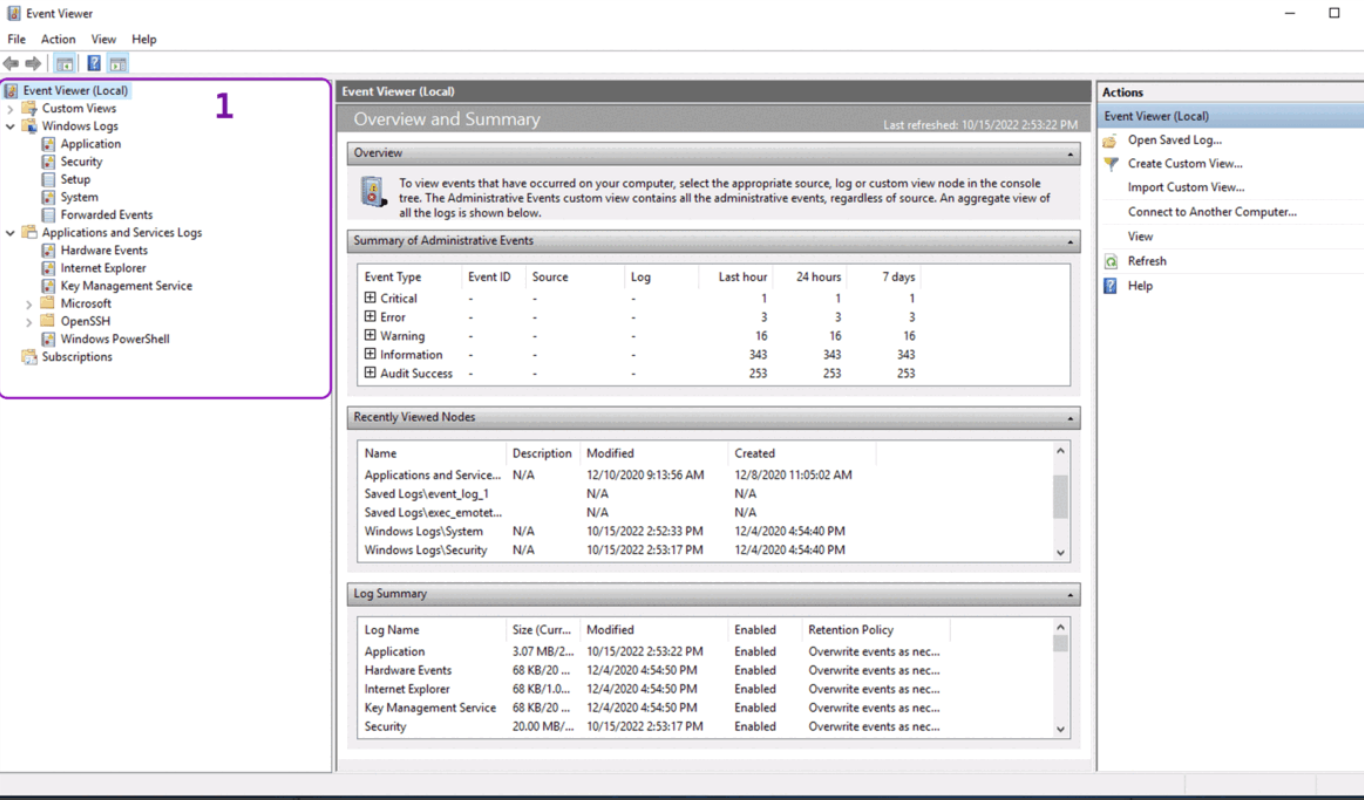 Event Viewer
File Action View Help
Event Viewer (Local)
1
Custom Views
Windows Logs
Application
Security
Setup
System
Forwarded Events
Applications and Services Logs
Hardware Events
Internet Explorer
Key Management Service
Microsoft
OpenSSH
Windows PowerShell
Subscriptions
Event Viewer (Local)
Overview and Summary
Last refreshed: 10/15/2022 2:53:22 PM
Overview
To view events that have occurred on your computer, select the appropriate source, log or custom view node in the console
tree. The Administrative Events custom view contains all the administrative events, regardless of source. An aggregate view of
all the logs is shown below.
Summary of Administrative Events
Event Type Event ID Source Log Last hour 24 hours 7 days
Critical - - - 1 1 1
Error - - - 3 3 3
Warning - - - 16 16 16
Information - - - 343 343 343
Audit Success - - - 253 253 253
Recently Viewed Nodes
Name Description Modified Created
Applications and Service... N/A 12/10/2020 9:13:56 AM 12/8/2020 11:05:02 AM
Saved Logs\event_log_1 N/A N/A
Saved Logs\exec_emotet... N/A N/A
Windows Logs\System N/A 10/15/2022 2:52:33 PM 12/4/2020 4:54:40 PM
Windows Logs\Security N/A 10/15/2022 2:53:17 PM 12/4/2020 4:54:40 PM
Log Summary
Log Name Size (Curr... Modified Enabled Retention Policy
Application 3.07 MB/2... 10/15/2022 2:53:22 PM Enabled Overwrite events as nec...
Hardware Events 68 KB/20 ... 12/4/2020 4:54:50 PM Enabled Overwrite events as nec...
Internet Explorer 68 KB/1.0... 12/4/2020 4:54:50 PM Enabled Overwrite events as nec...
Key Management Service 68 KB/20 ... 12/4/2020 4:54:50 PM Enabled Overwrite events as nec...
Security 20.00 MB/... 10/15/2022 2:53:17 PM Enabled Overwrite events as nec...
Actions
Event Viewer (Local)
Open Saved Log...
Create Custom View...
Import Custom View...
Connect to Another Computer...
View
Refresh
Help